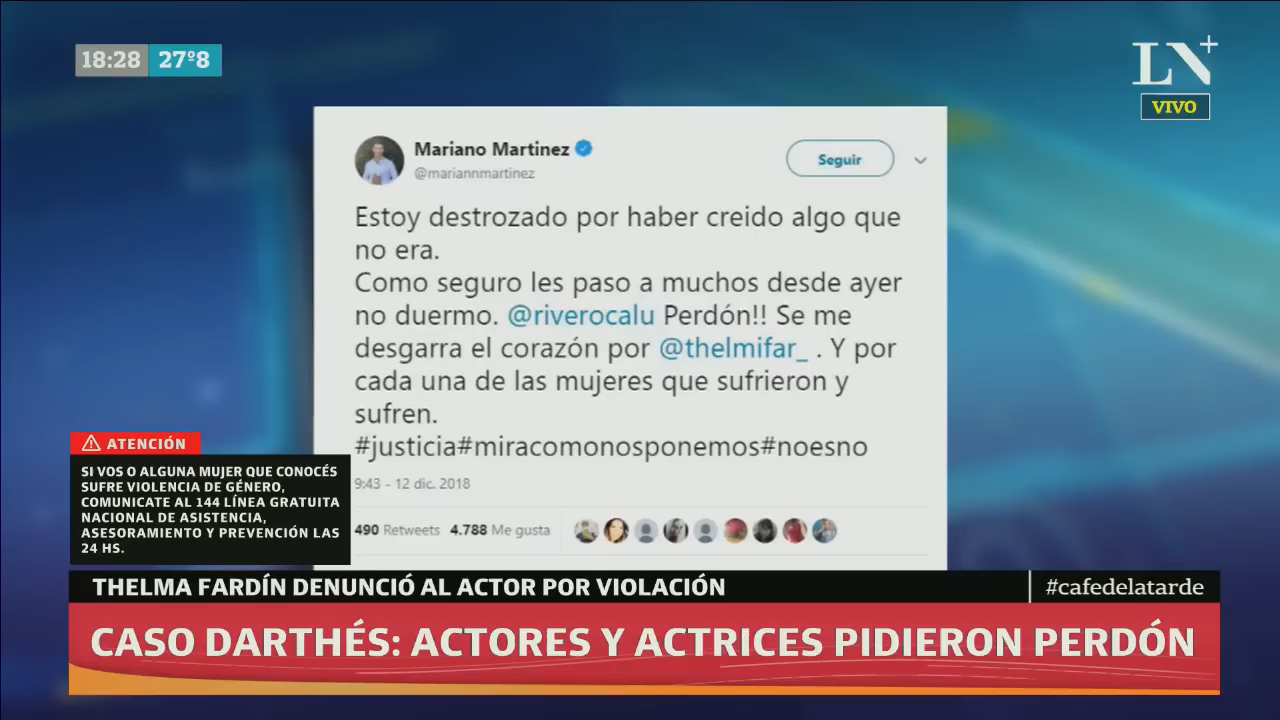 18:28 27º8
LN+
VIVO
Mariano Martinez
@mariannmartinez
Seguir
Estoy destrozado por haber creido algo que
no era.
Como seguro les paso a muchos desde ayer
no duermo. @riverocalu Perdón!! Se me
desgarra el corazón por @thelmifar_ . Y por
cada una de las mujeres que sufrieron y
sufren.
#justicia#miracomonosponemos#noesno
9:43 - 12 dic. 2018
490 Retweets 4.788 Me gusta
ATENCIÓN
SI VOS O ALGUNA MUJER QUE CONOCÉS
SUFRE VIOLENCIA DE GÉNERO,
COMUNICATE AL 144 LÍNEA GRATUITA
NACIONAL DE ASISTENCIA,
ASESORAMIENTO Y PREVENCIÓN LAS
24 HS.
THELMA FARDÍN DENUNCIÓ AL ACTOR POR VIOLACIÓN
#cafedelatarde
CASO DARTHÉS: ACTORES Y ACTRICES PIDIERON PERDÓN